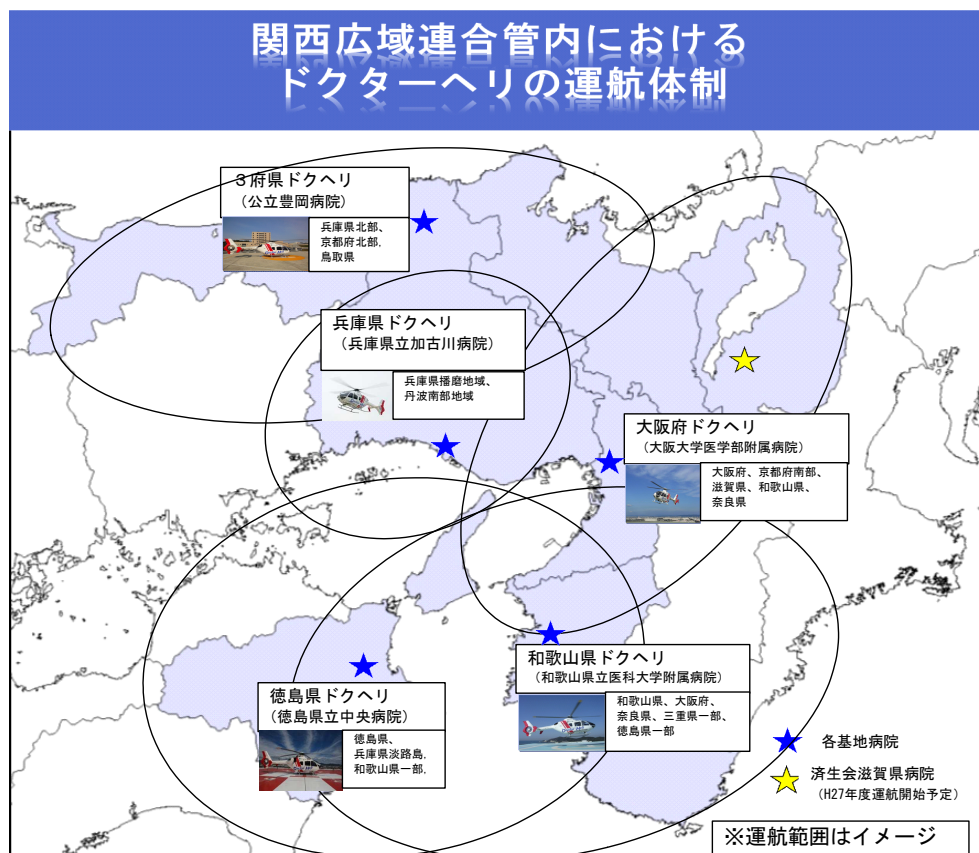 関西広域連合管内における
ドクターヘリの運航体制
３府県ドクヘリ
(公立豊岡病院)
兵庫県北部、
京都府北部．
鳥取県
兵庫県ドクヘリ
(兵庫県立加古川病院)
兵庫県播磨地域、
丹波南部地域
大阪府ドクヘリ
(大阪大学医学部附属病院)
大阪府、京都府南部、
滋賀県、和歌山県、
奈良県
和歌山県ドクヘリ
(和歌山県立医科大学附属病院)
和歌山県、大阪府、
奈良県、三重県一部、
徳島県一部
徳島県ドクヘリ
(徳島県立中央病院)
徳島県、
兵庫県淡路島．
和歌山県一部．
各基地病院
済生会滋賀県病院
(H27年度運航開始予定)
※運航範囲はイメージ